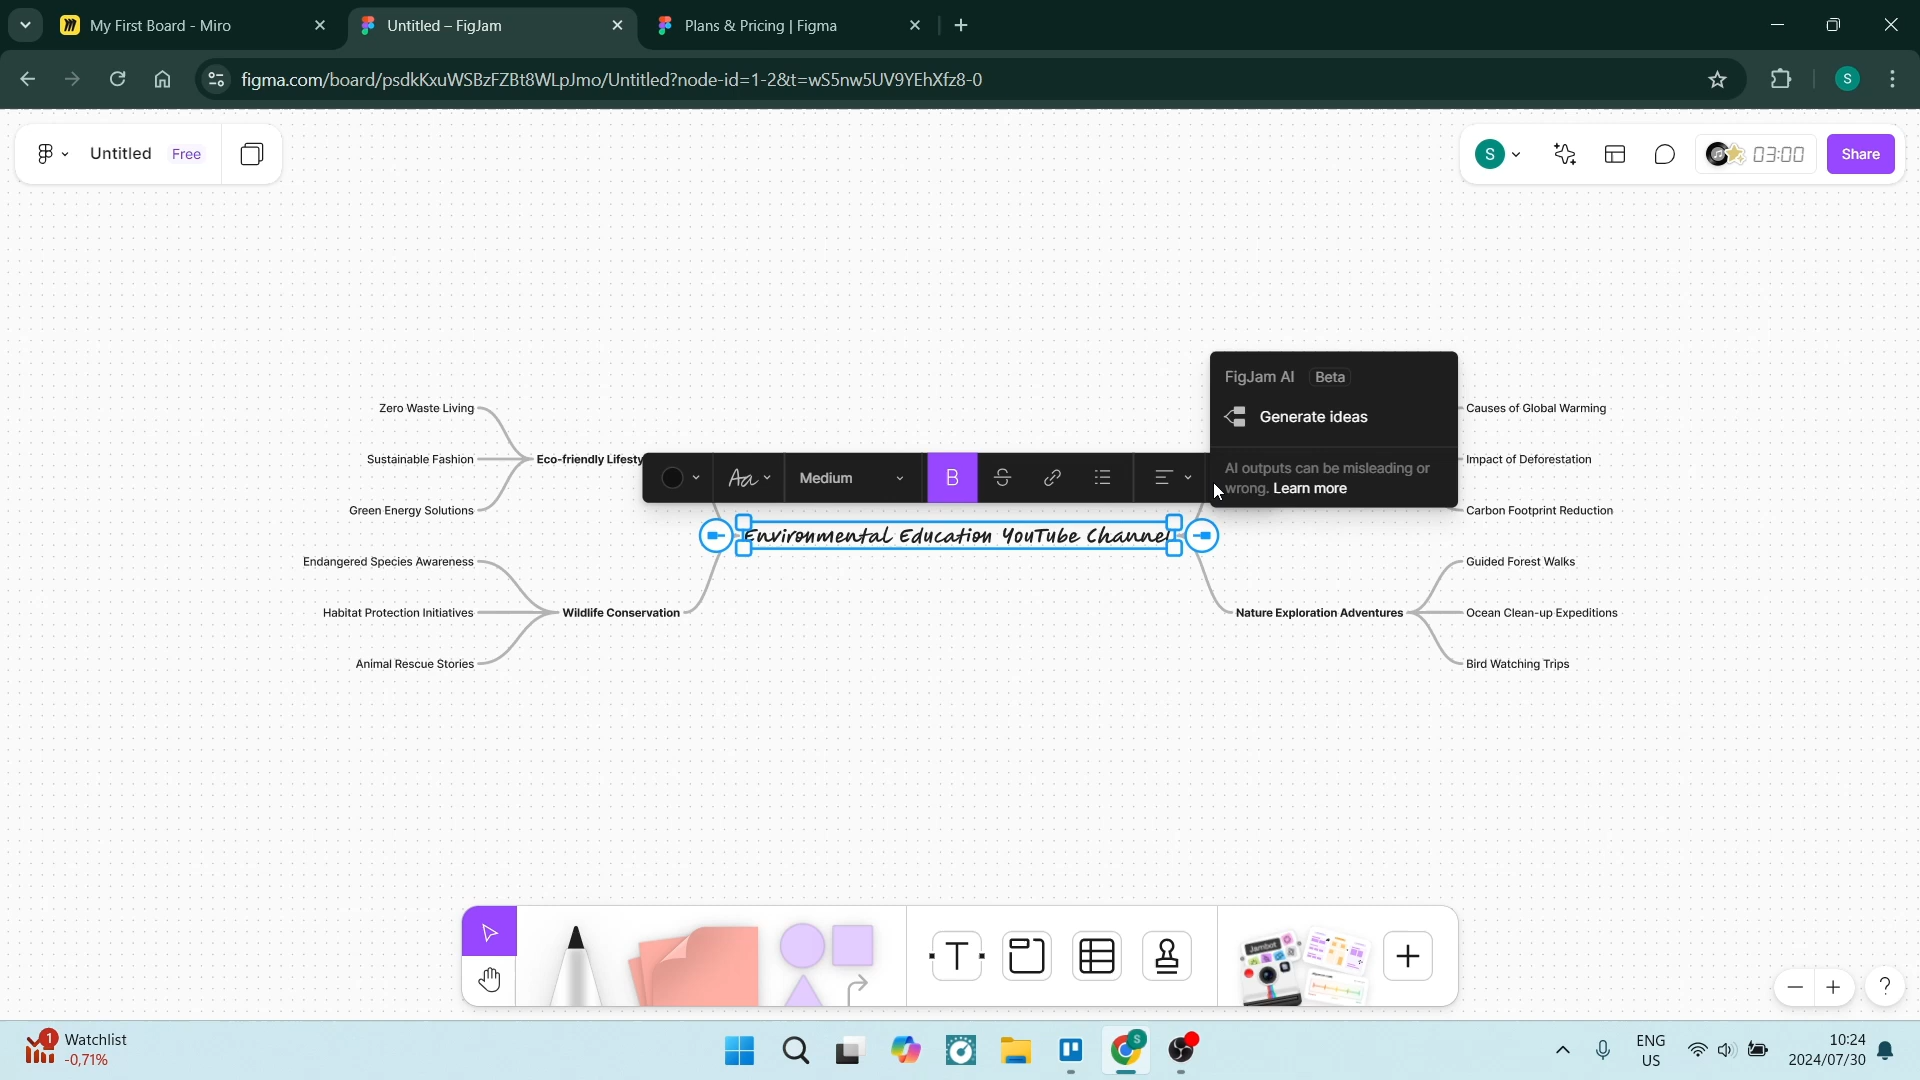 My First Board - Miro
Untitled – FigJam
Plans & Pricing | Figma
figma.com/board/psdkKxuWSBzFZBt8WLpJmo/Untitled?node-id=1-2&t=wS5nw5UV9YEhXfz8-0
S
Untitled Free
S
03:00
Share
FigJam AI Beta
Generate ideas
AI outputs can be misleading or
wrong. Learn more
Aa
Medium
B
S
Environmental Education YouTube Channel
Zero Waste Living
Sustainable Fashion
Eco-friendly Lifesty
Green Energy Solutions
Endangered Species Awareness
Habitat Protection Initiatives
Wildlife Conservation
Animal Rescue Stories
Causes of Global Warming
Impact of Deforestation
Carbon Footprint Reduction
Guided Forest Walks
Nature Exploration Adventures
Ocean Clean-up Expeditions
Bird Watching Trips
T
Jambot
?
1
Watchlist
-0,71%
S
ENG
US
10:24
2024/07/30